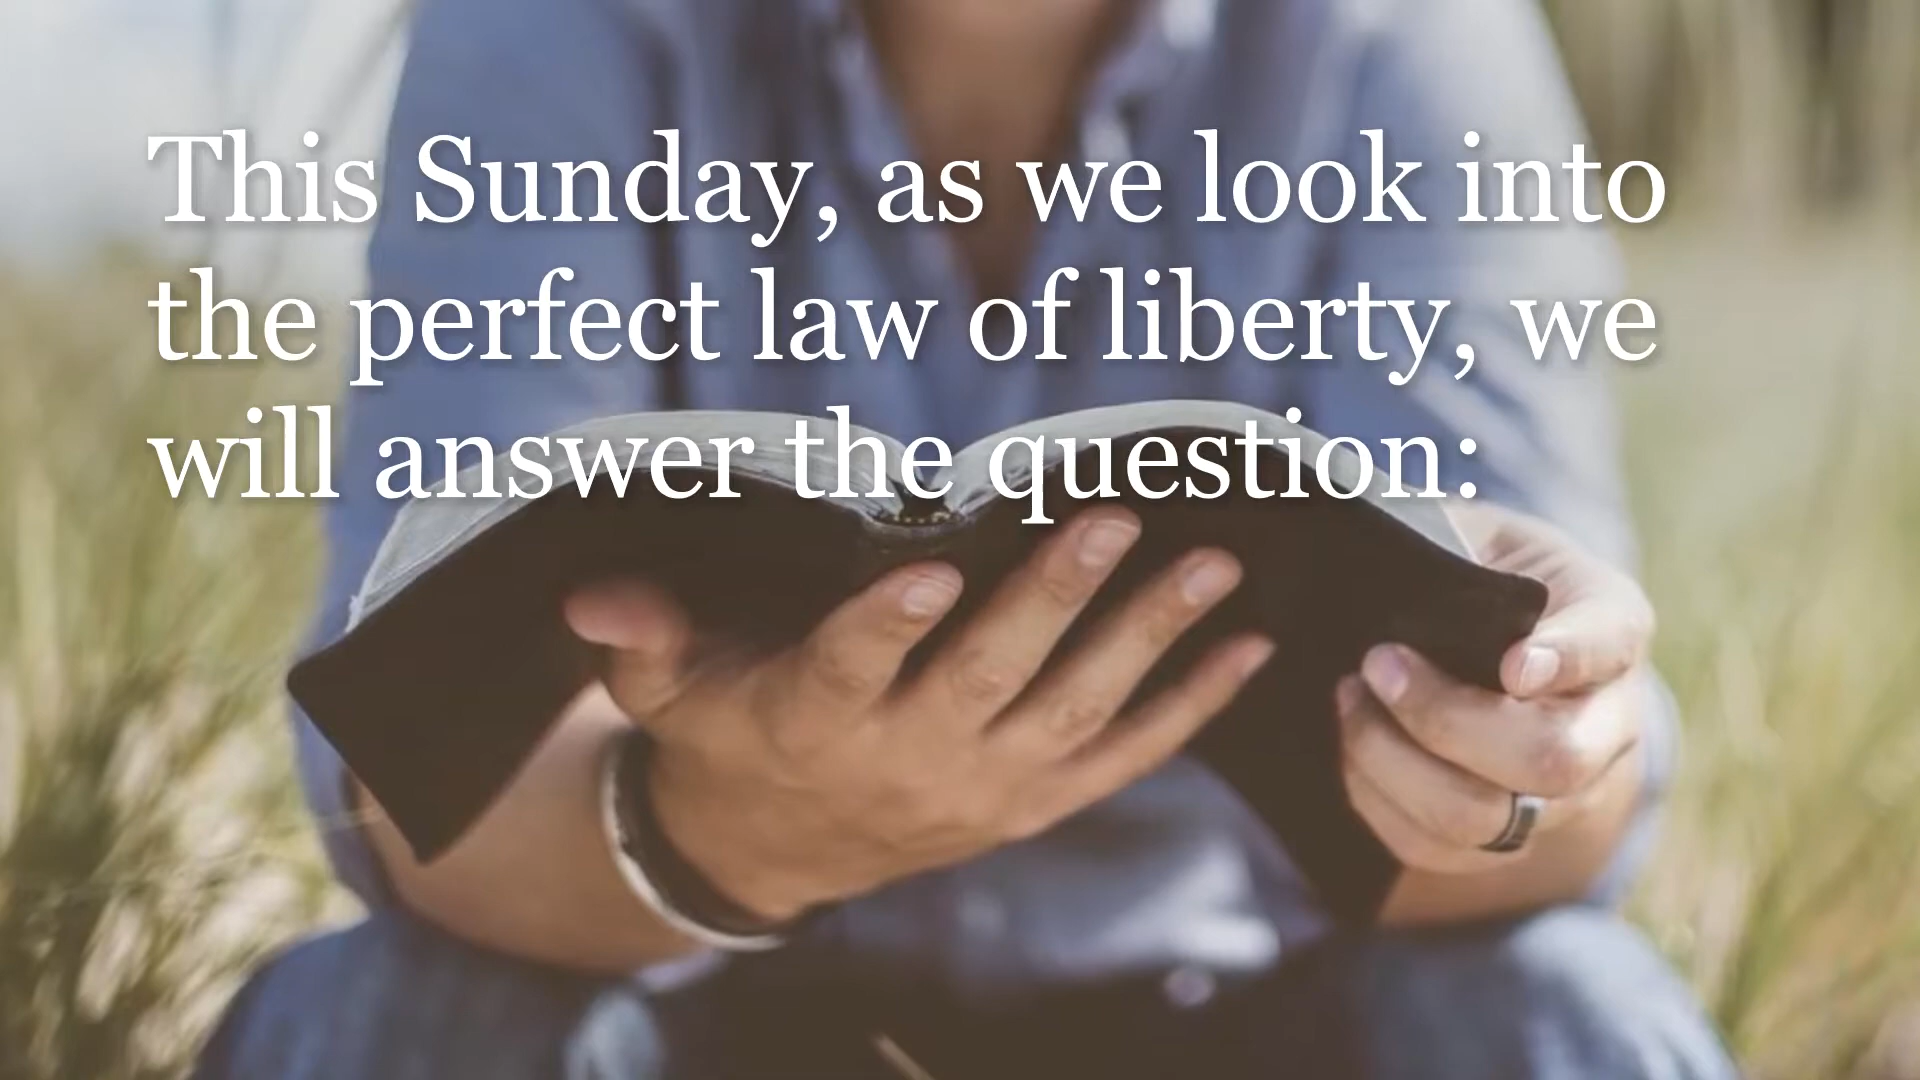 This Sunday, as we look into
the perfect law of liberty, we
will answer the question: